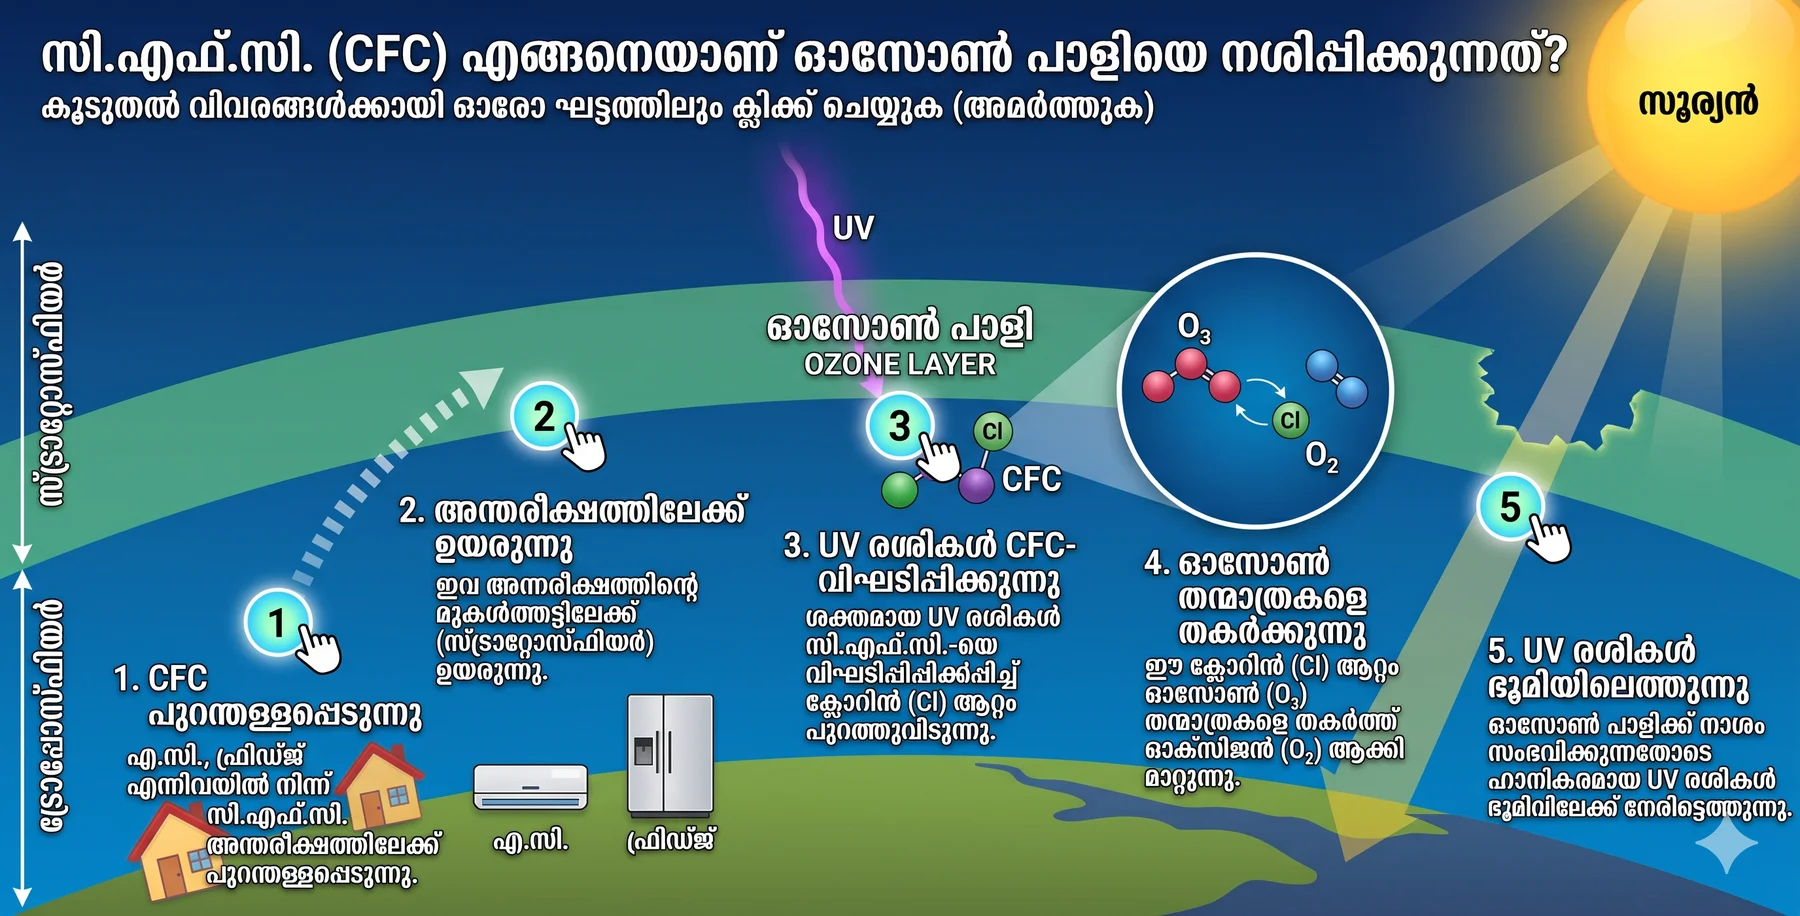 സി.എഫ്.സി. (CFC) എങ്ങനെയാണ് ഓസോൺ പാളിയെ നശിപ്പിക്കുന്നത്?
കൂടുതൽ വിവരങ്ങൾക്കായി ഓരോ ഘട്ടത്തിലും ക്ലിക്ക് ചെയ്യുക (അമർത്തുക)
സൂര്യൻ
UV
സ്ട്രാറ്റോസ്ഫിയർ
ട്രോപ്പോസ്ഫിയർ
ഓസോൺ പാളി
OZONE LAYER
1
2
3
5
Cl
CFC
O₃
Cl
O₂
1. CFC
പുറന്തള്ളപ്പെടുന്നു
എ.സി., ഫ്രിഡ്ജ്
എന്നിവയിൽ നിന്ന്
സി.എഫ്.സി.
അന്തരീക്ഷത്തിലേക്ക്
പുറന്തള്ളപ്പെടുന്നു.
എ.സി.
ഫ്രിഡ്ജ്
2. അന്തരീക്ഷത്തിലേക്ക്
ഉയരുന്നു
ഇവ അന്നരീക്ഷത്തിന്റെ
മുകൾത്തട്ടിലേക്ക്
(സ്ട്രാറ്റോസ്ഫിയർ)
ഉയരുന്നു.
3. UV രശ്മികൾ CFC-
വിഘടിപ്പിക്കുന്നു
ശക്തമായ UV രശ്മികൾ
സി.എഫ്.സി.-യെ
വിഘടിപ്പിപ്പിക്കപ്പിച്ച്
ക്ലോറിൻ (Cl) ആറ്റം
പുറത്തുവിടുന്നു.
4. ഓസോൺ
തന്മാത്രകളെ
തകർക്കുന്നു
ഈ ക്ലോറിൻ (Cl) ആറ്റം
ഓസോൺ (O₃)
തന്മാത്രകളെ തകർത്ത്
ഓക്സിജൻ (O₂) ആക്കി
മാറ്റുന്നു.
5. UV രശ്മികൾ
ഭൂമിയിലെത്തുന്നു
ഓസോൺ പാളിക്ക് നാശം
സംഭവിക്കുന്നതോടെ
ഹാനികരമായ UV രശ്മികൾ
ഭൂമിവിലേക്ക് നേരിട്ടെത്തുന്നു.